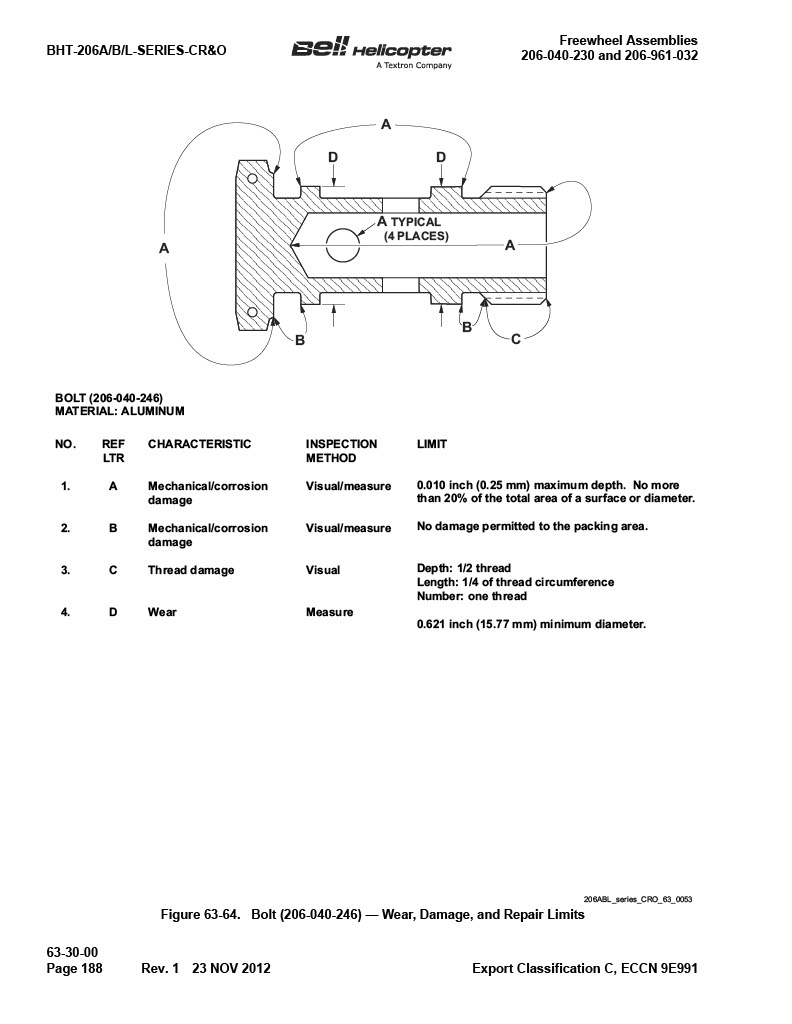 BHT-206A/B/L-SERIES-CR&O
Bell Helicopter
A Textron Company
Freewheel Assemblies
206-040-230 and 206-961-032
A
D D
A TYPICAL
(4 PLACES)
A A
B B C
BOLT (206-040-246)
MATERIAL: ALUMINUM
NO. REF LTR CHARACTERISTIC INSPECTION METHOD LIMIT
1. A Mechanical/corrosion damage Visual/measure 0.010 inch (0.25 mm) maximum depth. No more
than 20% of the total area of a surface or diameter.
2. B Mechanical/corrosion damage Visual/measure No damage permitted to the packing area.
3. C Thread damage Visual Depth: 1/2 thread
Length: 1/4 of thread circumference
Number: one thread
4. D Wear Measure
0.621 inch (15.77 mm) minimum diameter.
206ABL_series_CRO_63_0053
Figure 63-64. Bolt (206-040-246) — Wear, Damage, and Repair Limits
63-30-00
Page 188 Rev. 1 23 NOV 2012 Export Classification C, ECCN 9E991